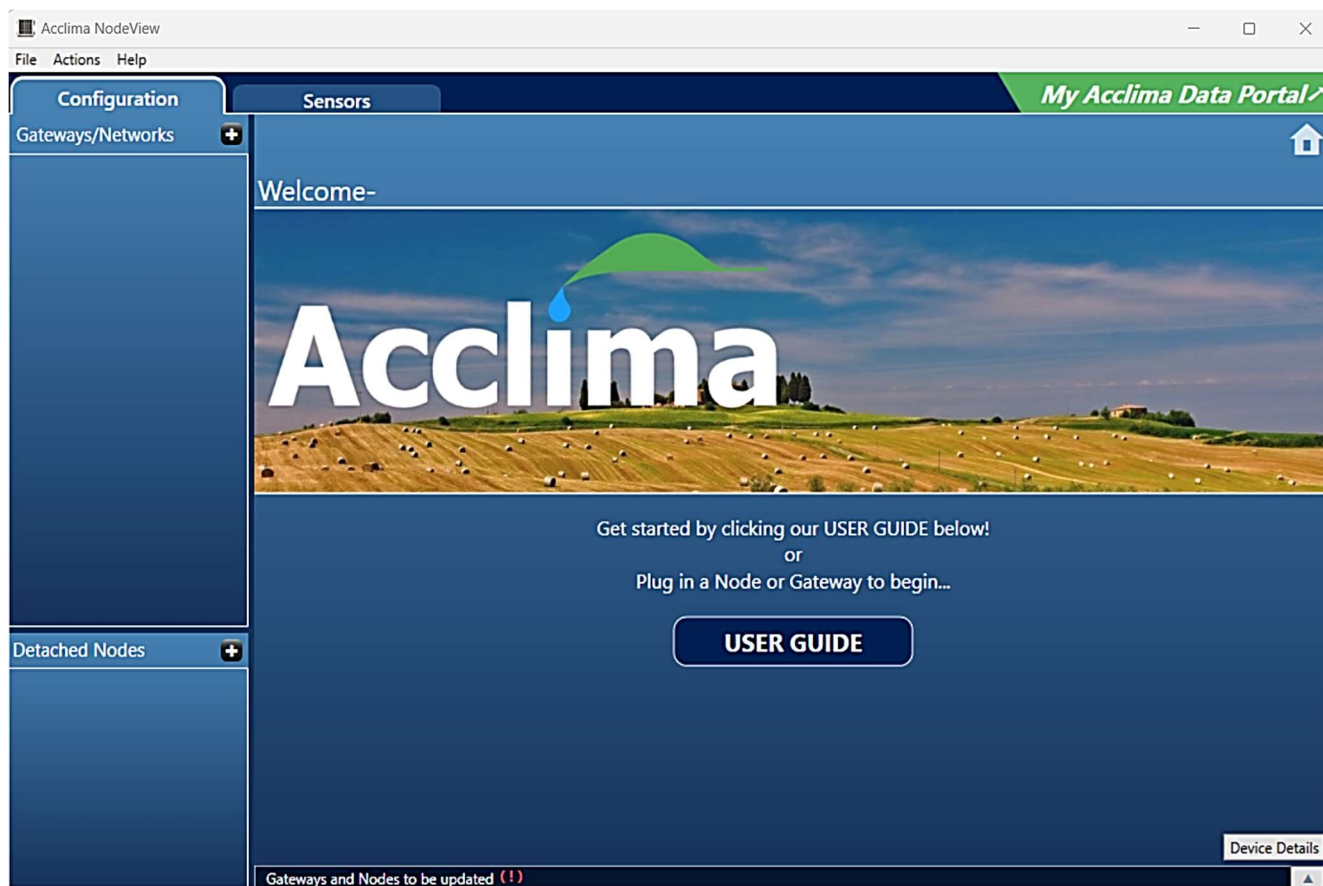 Acclima NodeView
File Actions Help
Configuration
Sensors
My Acclima Data Portal
Gateways/Networks
Welcome-
Acclima
Get started by clicking our USER GUIDE below!
or
Plug in a Node or Gateway to begin...
USER GUIDE
Detached Nodes
Device Details
Gateways and Nodes to be updated (!)